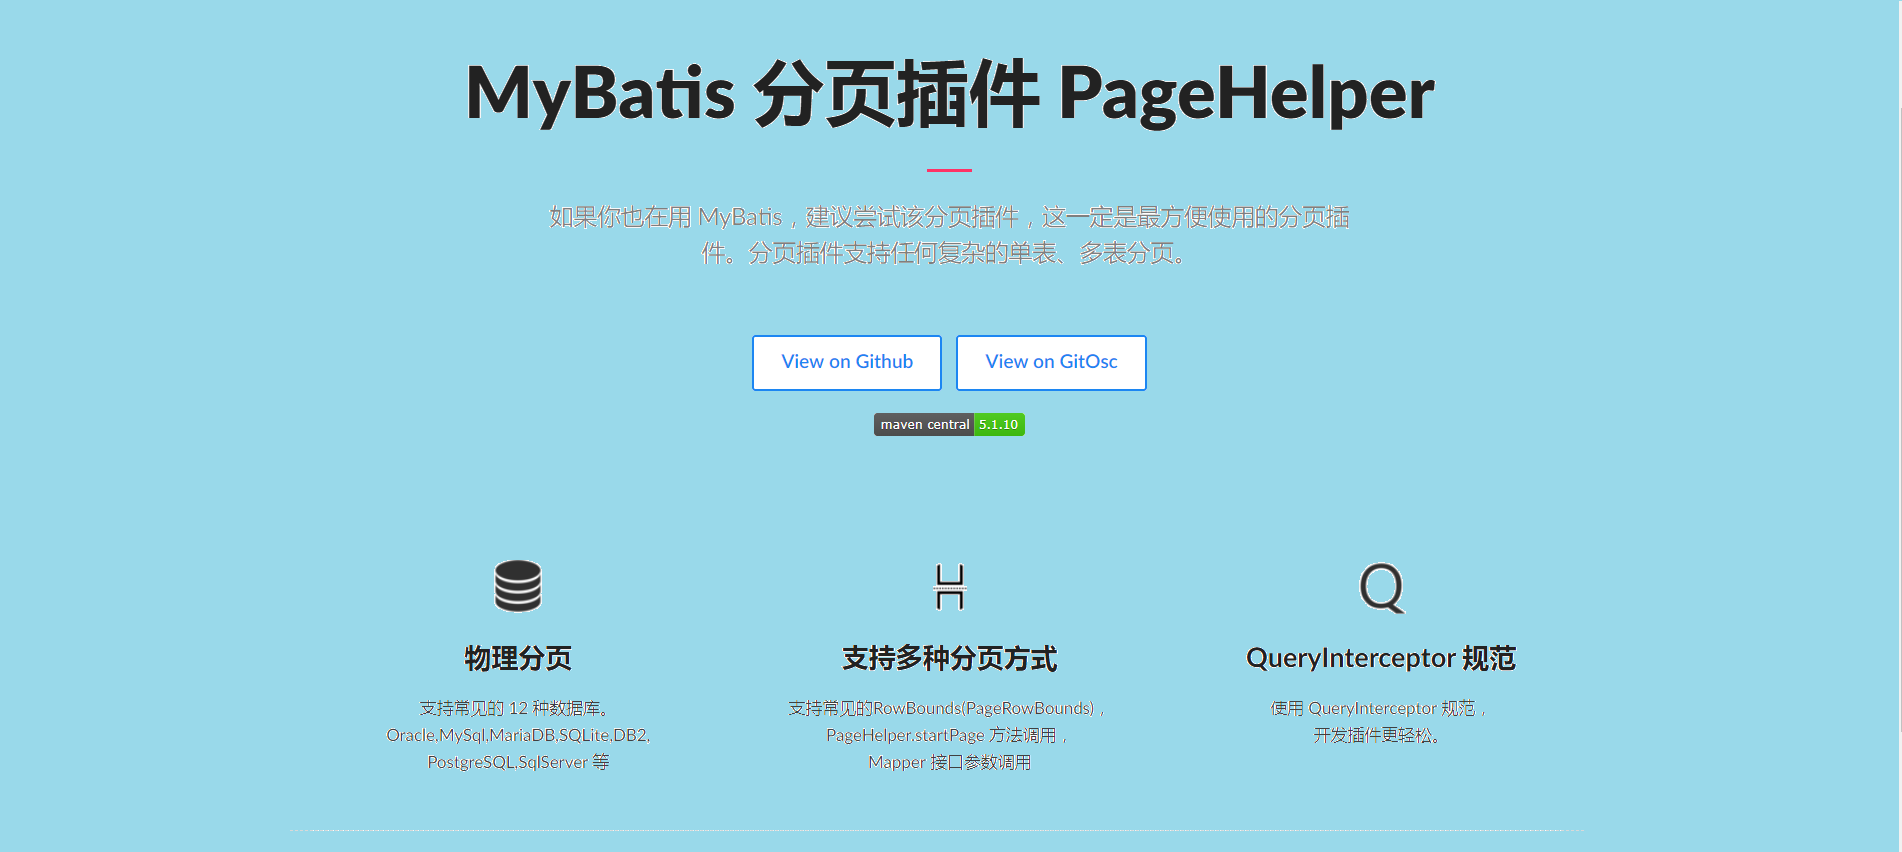 MyBatis 分页插件 PageHelper
如果你也在用 MyBatis，建议尝试该分页插件，这一定是最方便使用的分页插
件。分页插件支持任何复杂的单表、多表分页。
View on Github
View on GitOsc
maven central 5.1.10
物理分页
支持常见的 12 种数据库。
Oracle,MySql,MariaDB,SQLite,DB2,
PostgreSQL,SqlServer 等
支持多种分页方式
支持常见的RowBounds(PageRowBounds)，
PageHelper.startPage 方法调用，
Mapper 接口参数调用
QueryInterceptor 规范
使用 QueryInterceptor 规范，
开发插件更轻松。